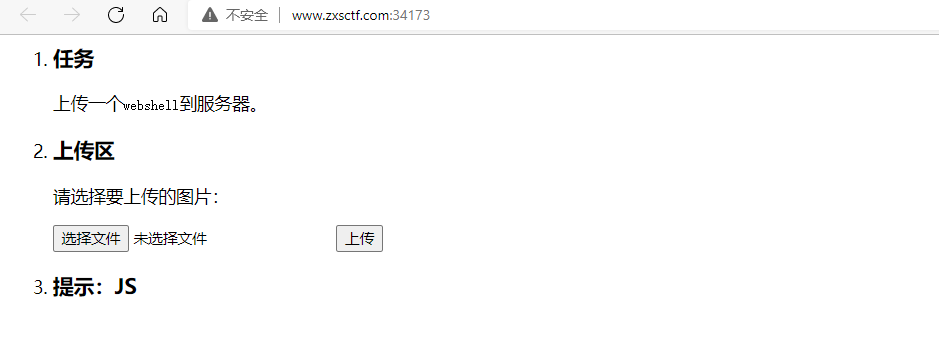 不安全 | www.zxsctf.com:34173
1. 任务
上传一个webshell到服务器。
2. 上传区
请选择要上传的图片：
选择文件 未选择文件 上传
3. 提示：JS